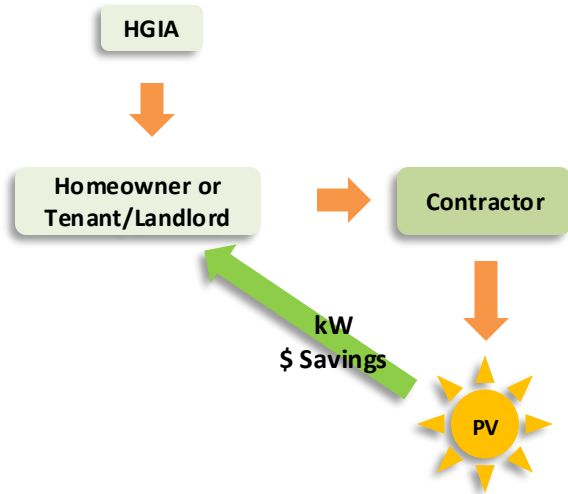 HGIA
Homeowner or
Tenant/Landlord
Contractor
kW
$ Savings
PV